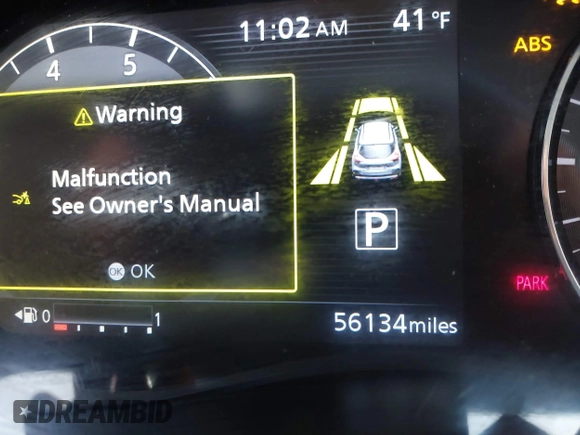 11:02 AM 41 °F
ABS
4 5
Warning
Malfunction
See Owner's Manual
P
OK OK
PARK
0 1
56134 miles
DREAMBID